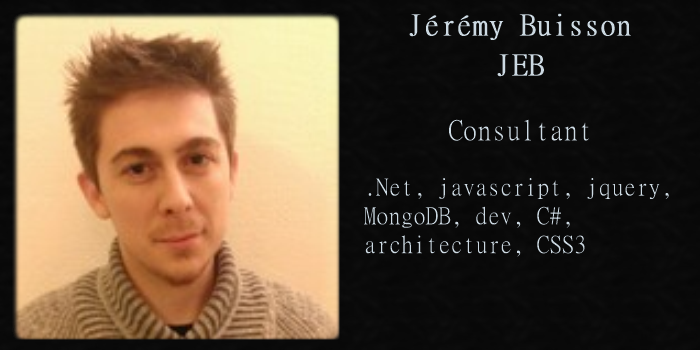 Jérémy Buisson
JEB
Consultant
.Net, javascript, jquery,
MongoDB, dev, C#,
architecture, CSS3